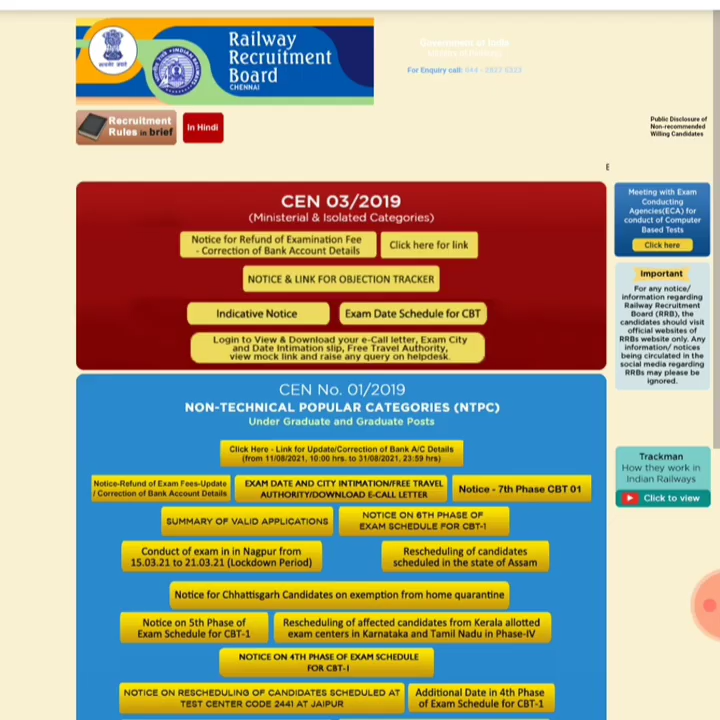 Railway
Recruitment
Board
CHENNAI
Government of India
For Enquiry call:
Recruitment
Rules in brief
In Hindi
Public Disclosure of
Non-recommended
Willing Candidates
E
CEN 03/2019
(Ministerial & Isolated Categories)
Notice for Refund of Examination Fee
- Correction of Bank Account Details
Click here for link
NOTICE & LINK FOR OBJECTION TRACKER
Indicative Notice
Exam Date Schedule for CBT
Login to View & Download your e-Call letter, Exam City
and Date Intimation slip, Free Travel Authority,
view mock link and raise any query on helpdesk.
Meeting with Exam
Conducting
Agencies(ECA) for
conduct of Computer
Based Tests
Click here
Important
For any notice/
information regarding
Railway Recruitment
Board (RRB), the
candidates should visit
official websites of
RRBs website only. Any
information/ notices
being circulated in the
social media regarding
RRBs may please be
ignored.
CEN No. 01/2019
NON-TECHNICAL POPULAR CATEGORIES (NTPC)
Under Graduate and Graduate Posts
Click Here - Link for Update/Correction of Bank A/C Details
(from 11/08/2021, 10:00 hrs. to 31/08/2021, 23:59 hrs)
Notice-Refund of Exam Fees-Update
/ Correction of Bank Account Details
EXAM DATE AND CITY INTIMATION/FREE TRAVEL
AUTHORITY/DOWNLOAD E-CALL LETTER
Notice - 7th Phase CBT 01
SUMMARY OF VALID APPLICATIONS
NOTICE ON 6TH PHASE OF
EXAM SCHEDULE FOR CBT-1
Conduct of exam in in Nagpur from
15.03.21 to 21.03.21 (Lockdown Period)
Rescheduling of candidates
scheduled in the state of Assam
Notice for Chhattisgarh Candidates on exemption from home quarantine
Notice on 5th Phase of
Exam Schedule for CBT-1
Rescheduling of affected candidates from Kerala allotted
exam centers in Karnataka and Tamil Nadu in Phase-IV
NOTICE ON 4TH PHASE OF EXAM SCHEDULE
FOR CBT-I
NOTICE ON RESCHEDULING OF CANDIDATES SCHEDULED AT
TEST CENTER CODE 2441 AT JAIPUR
Additional Date in 4th Phase
of Exam Schedule for CBT-1
Trackman
How they work in
Indian Railways
Click to view